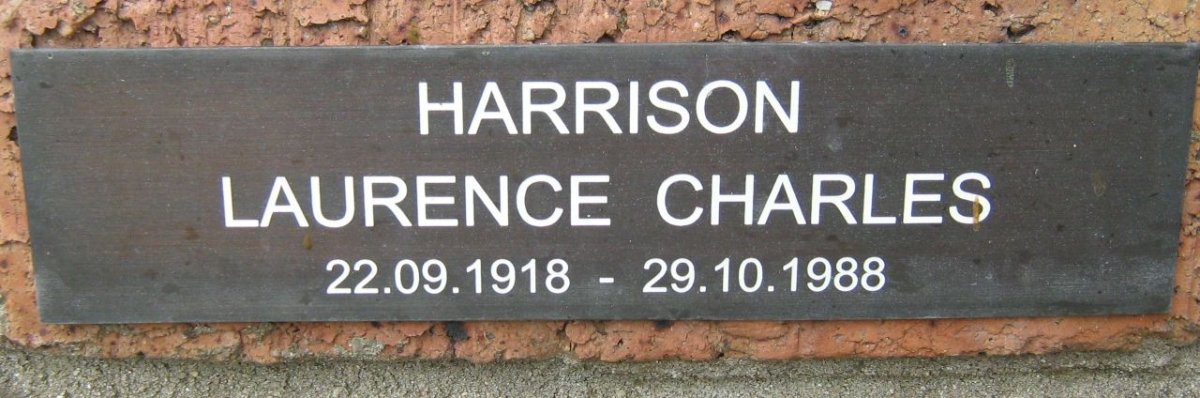 HARRISON
LAURENCE CHARLES
22.09.1918 - 29.10.1988